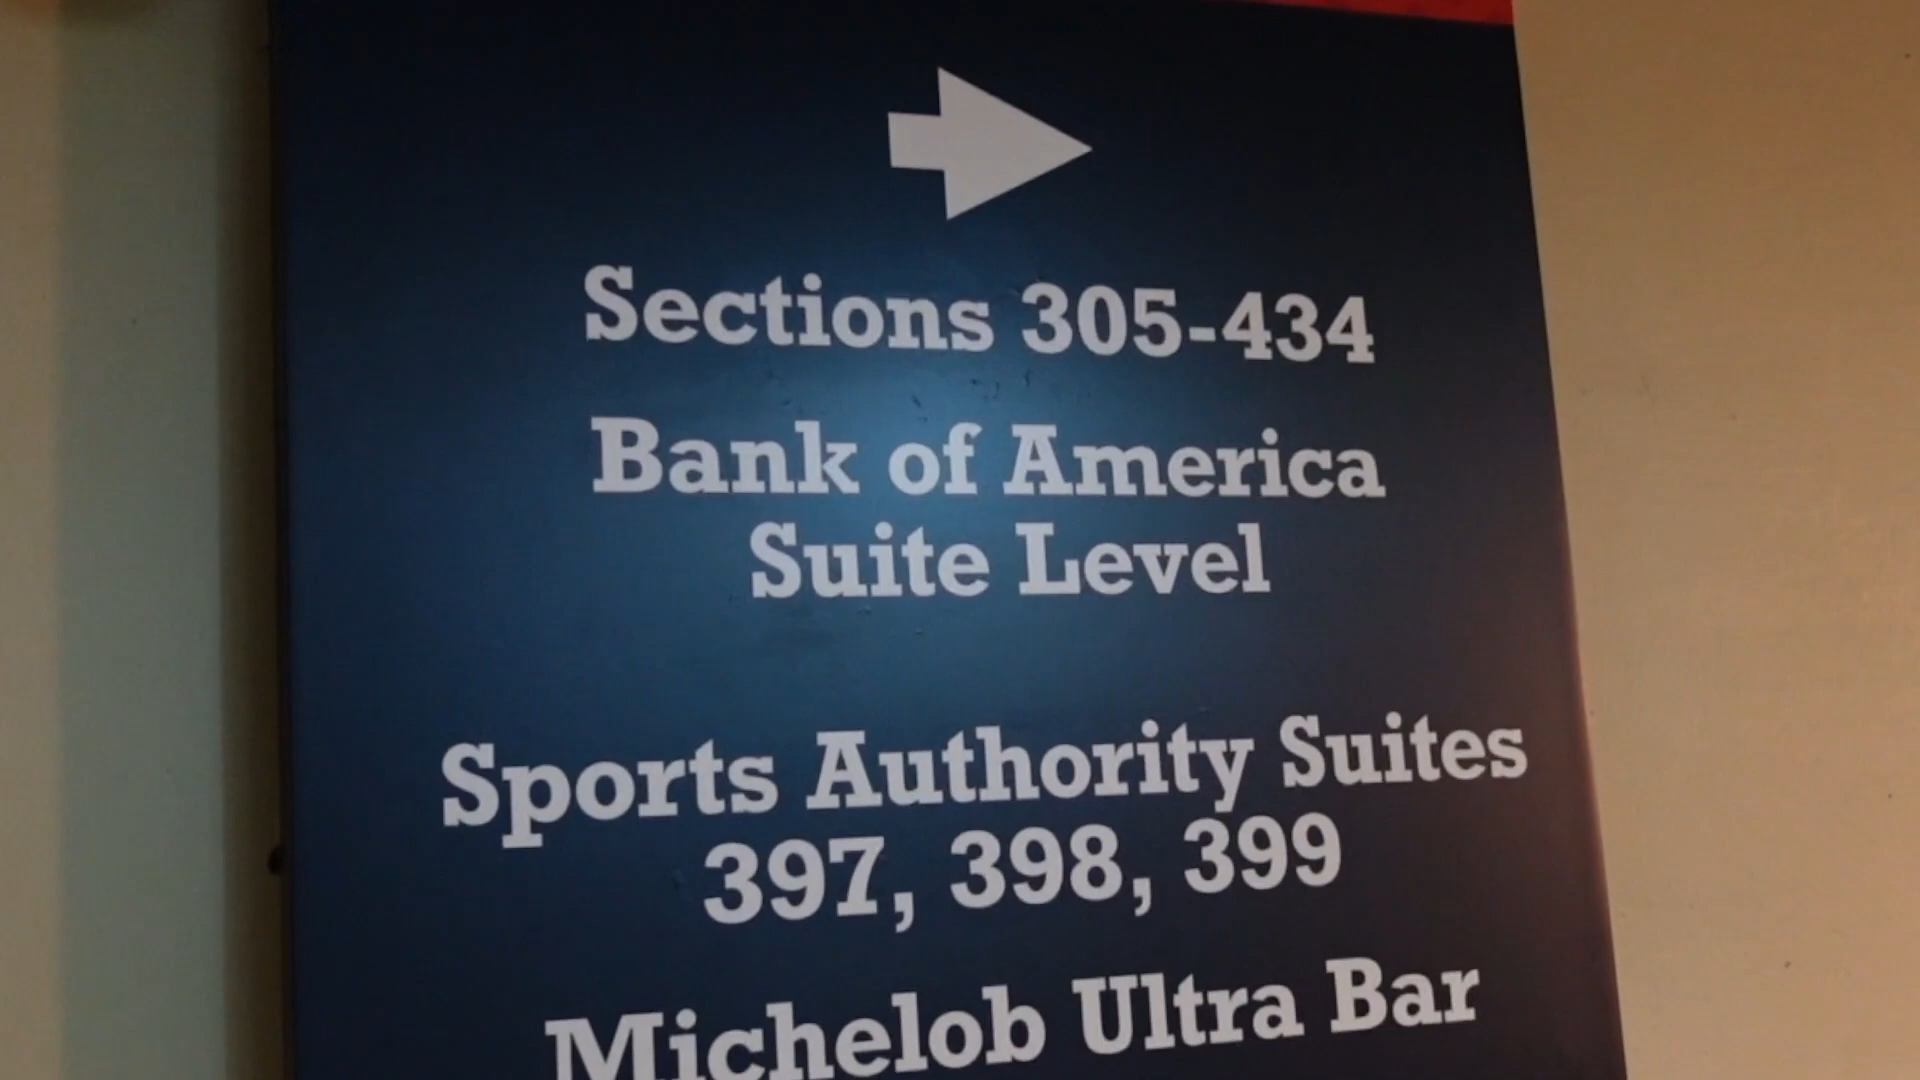 Sections 305-434
Bank of America
Suite Level
Sports Authority Suites
397, 398, 399
Michelob Ultra Bar